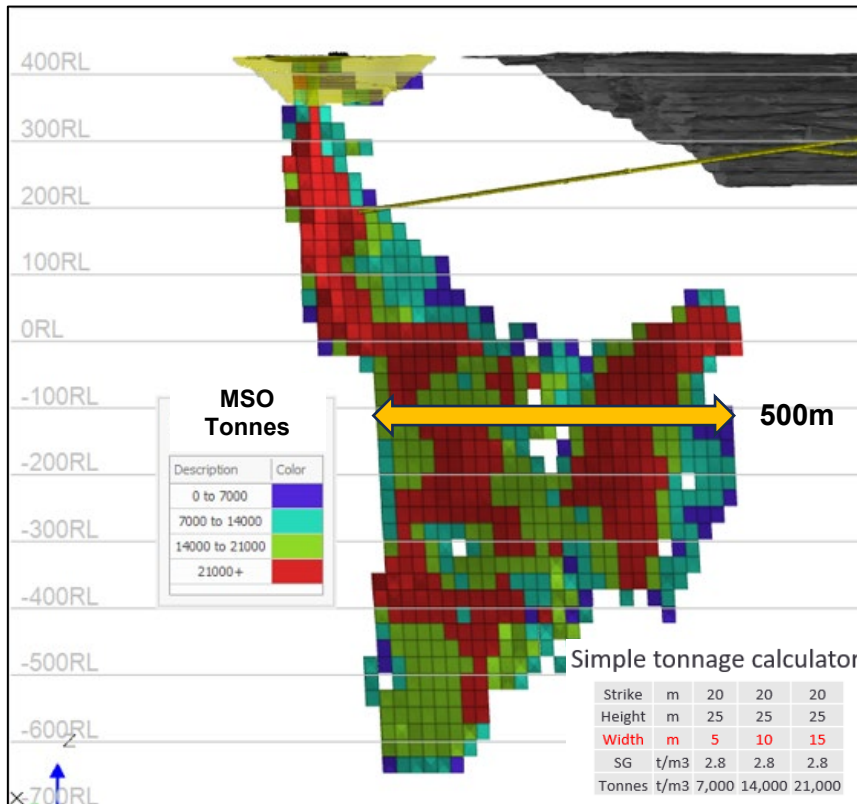 400RL
300RL
200RL
100RL
0RL
-100RL
MSO
Tonnes
500m
Description Color
-200RL
0 to 7000
7000 to 14000
14000 to 21000
-300RL
21000+
-400RL
-500RL
Simple tonnage calculator
Strike m 20 20 20
Height m 25 25 25
-600RL
Width m 5 10 15
Z
SG t/m3 2.8 2.8 2.8
Tonnes t/m3 7,000 14,000 21,000
X
-700RL